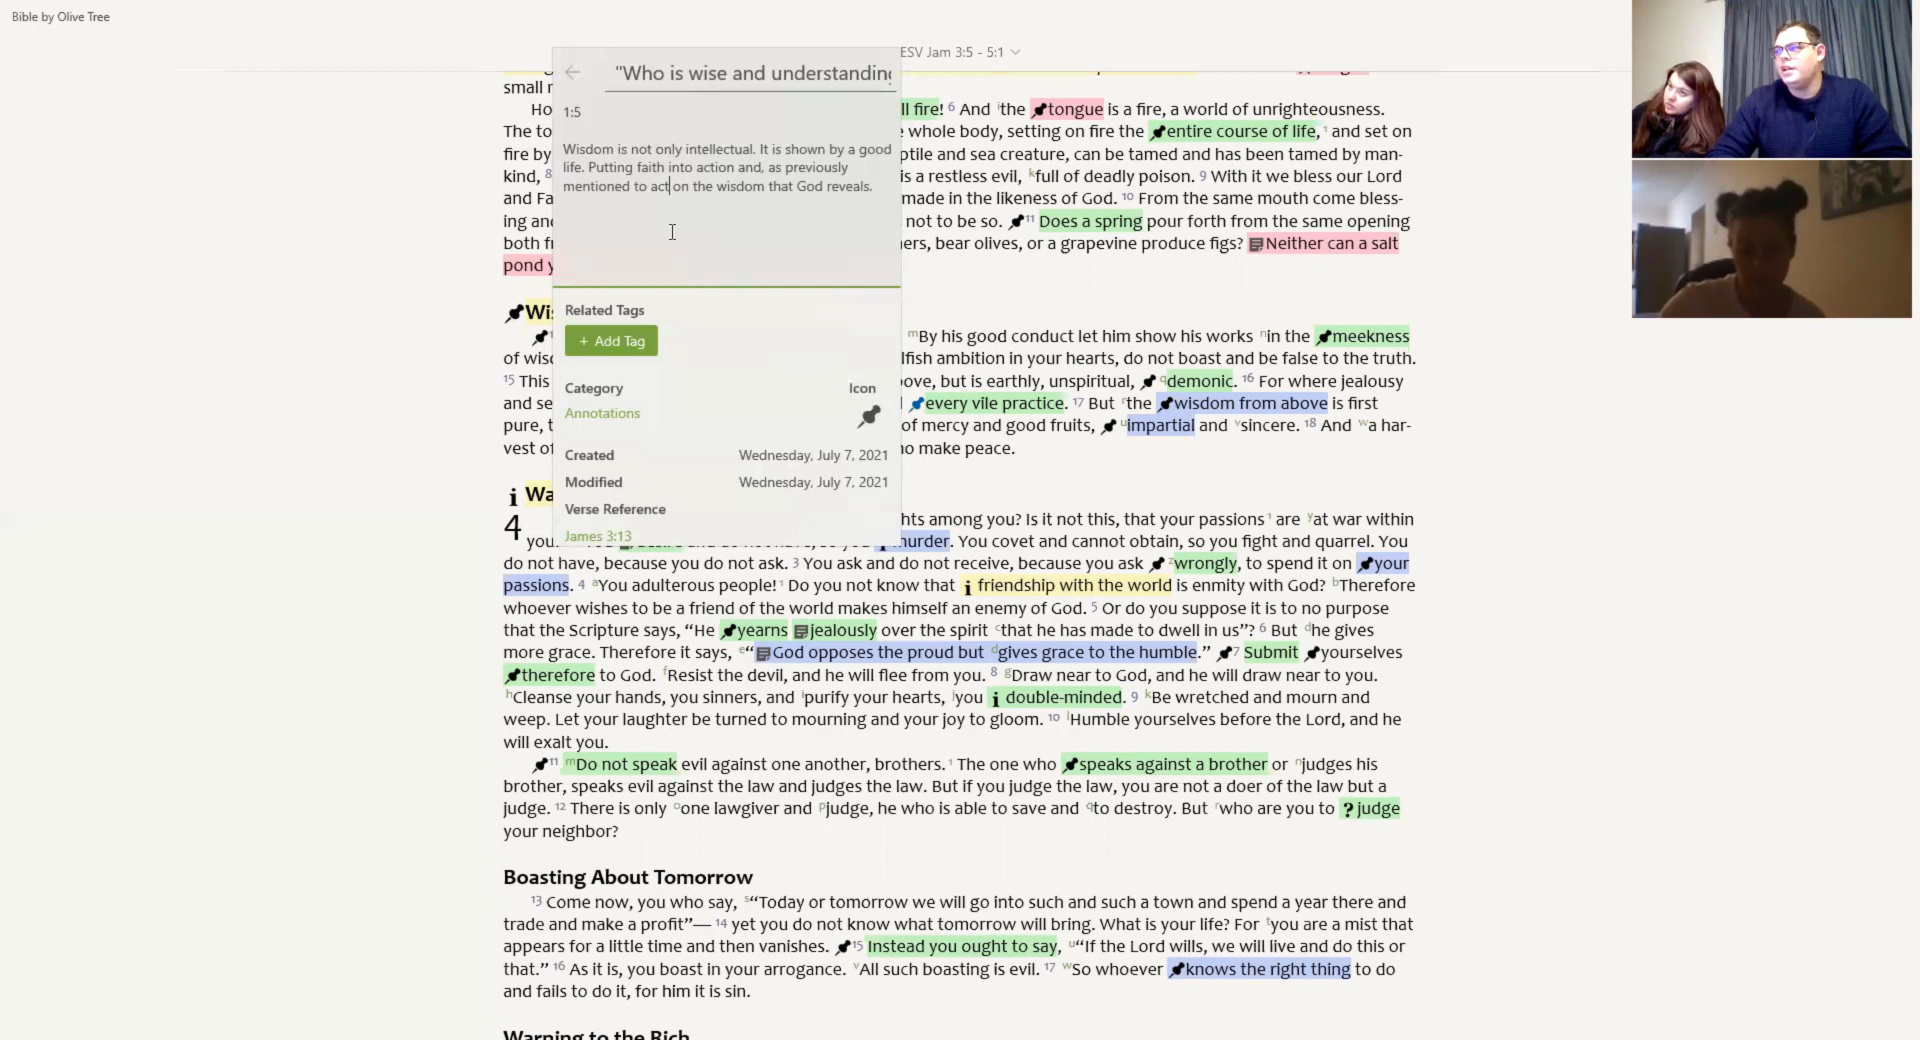 Bible by Olive Tree
ESV Jam 3:5 - 5:1
"Who is wise and understanding
1:5
Wisdom is not only intellectual. It is shown by a good
life. Putting faith into action and, as previously
mentioned to act on the wisdom that God reveals.
Related Tags
+ Add Tag
Category Icon
Annotations
Created Wednesday, July 7, 2021
Modified Wednesday, July 7, 2021
Verse Reference
James 3:13
small
Ho ll fire! 6 And i the tongue is a fire, a world of unrighteousness.
The to whole body, setting on fire the entire course of life, 1 and set on
fire by ptile and sea creature, can be tamed and has been tamed by man-
kind, 8 is a restless evil, k full of deadly poison. 9 With it we bless our Lord
and Fa made in the likeness of God. 10 From the same mouth come bless-
ing and not to be so. 11 Does a spring pour forth from the same opening
both fr ers, bear olives, or a grapevine produce figs? Neither can a salt
pond y
Wis
m By his good conduct let him show his works n in the meekness
of wisd lfish ambition in your hearts, do not boast and be false to the truth.
15 This ove, but is earthly, unspiritual, q demonic. 16 For where jealousy
and se every vile practice. 17 But r the wisdom from above is first
pure, of mercy and good fruits, u impartial and v sincere. 18 And w a har-
vest of o make peace.
Wa
4 hts among you? Is it not this, that your passions 1 are y at war within
you murder. You covet and cannot obtain, so you fight and quarrel. You
do not have, because you do not ask. 3 You ask and do not receive, because you ask z wrongly, to spend it on your
passions. 4 a You adulterous people! 1 Do you not know that friendship with the world is enmity with God? b Therefore
whoever wishes to be a friend of the world makes himself an enemy of God. 5 Or do you suppose it is to no purpose
that the Scripture says, “He yearns jealously over the spirit c that he has made to dwell in us”? 6 But d he gives
more grace. Therefore it says, e “God opposes the proud but d gives grace to the humble.” 7 Submit yourselves
therefore to God. f Resist the devil, and he will flee from you. 8 g Draw near to God, and he will draw near to you.
h Cleanse your hands, you sinners, and i purify your hearts, j you double-minded. 9 k Be wretched and mourn and
weep. Let your laughter be turned to mourning and your joy to gloom. 10 l Humble yourselves before the Lord, and he
will exalt you.
11 m Do not speak evil against one another, brothers. 1 The one who speaks against a brother or n judges his
brother, speaks evil against the law and judges the law. But if you judge the law, you are not a doer of the law but a
judge. 12 There is only o one lawgiver and p judge, he who is able to save and q to destroy. But r who are you to ? judge
your neighbor?
Boasting About Tomorrow
13 Come now, you who say, s “Today or tomorrow we will go into such and such a town and spend a year there and
trade and make a profit”— 14 yet you do not know what tomorrow will bring. What is your life? For t you are a mist that
appears for a little time and then vanishes. 15 Instead you ought to say, u “If the Lord wills, we will live and do this or
that.” 16 As it is, you boast in your arrogance. v All such boasting is evil. 17 w So whoever knows the right thing to do
and fails to do it, for him it is sin.
Warning to the Rich